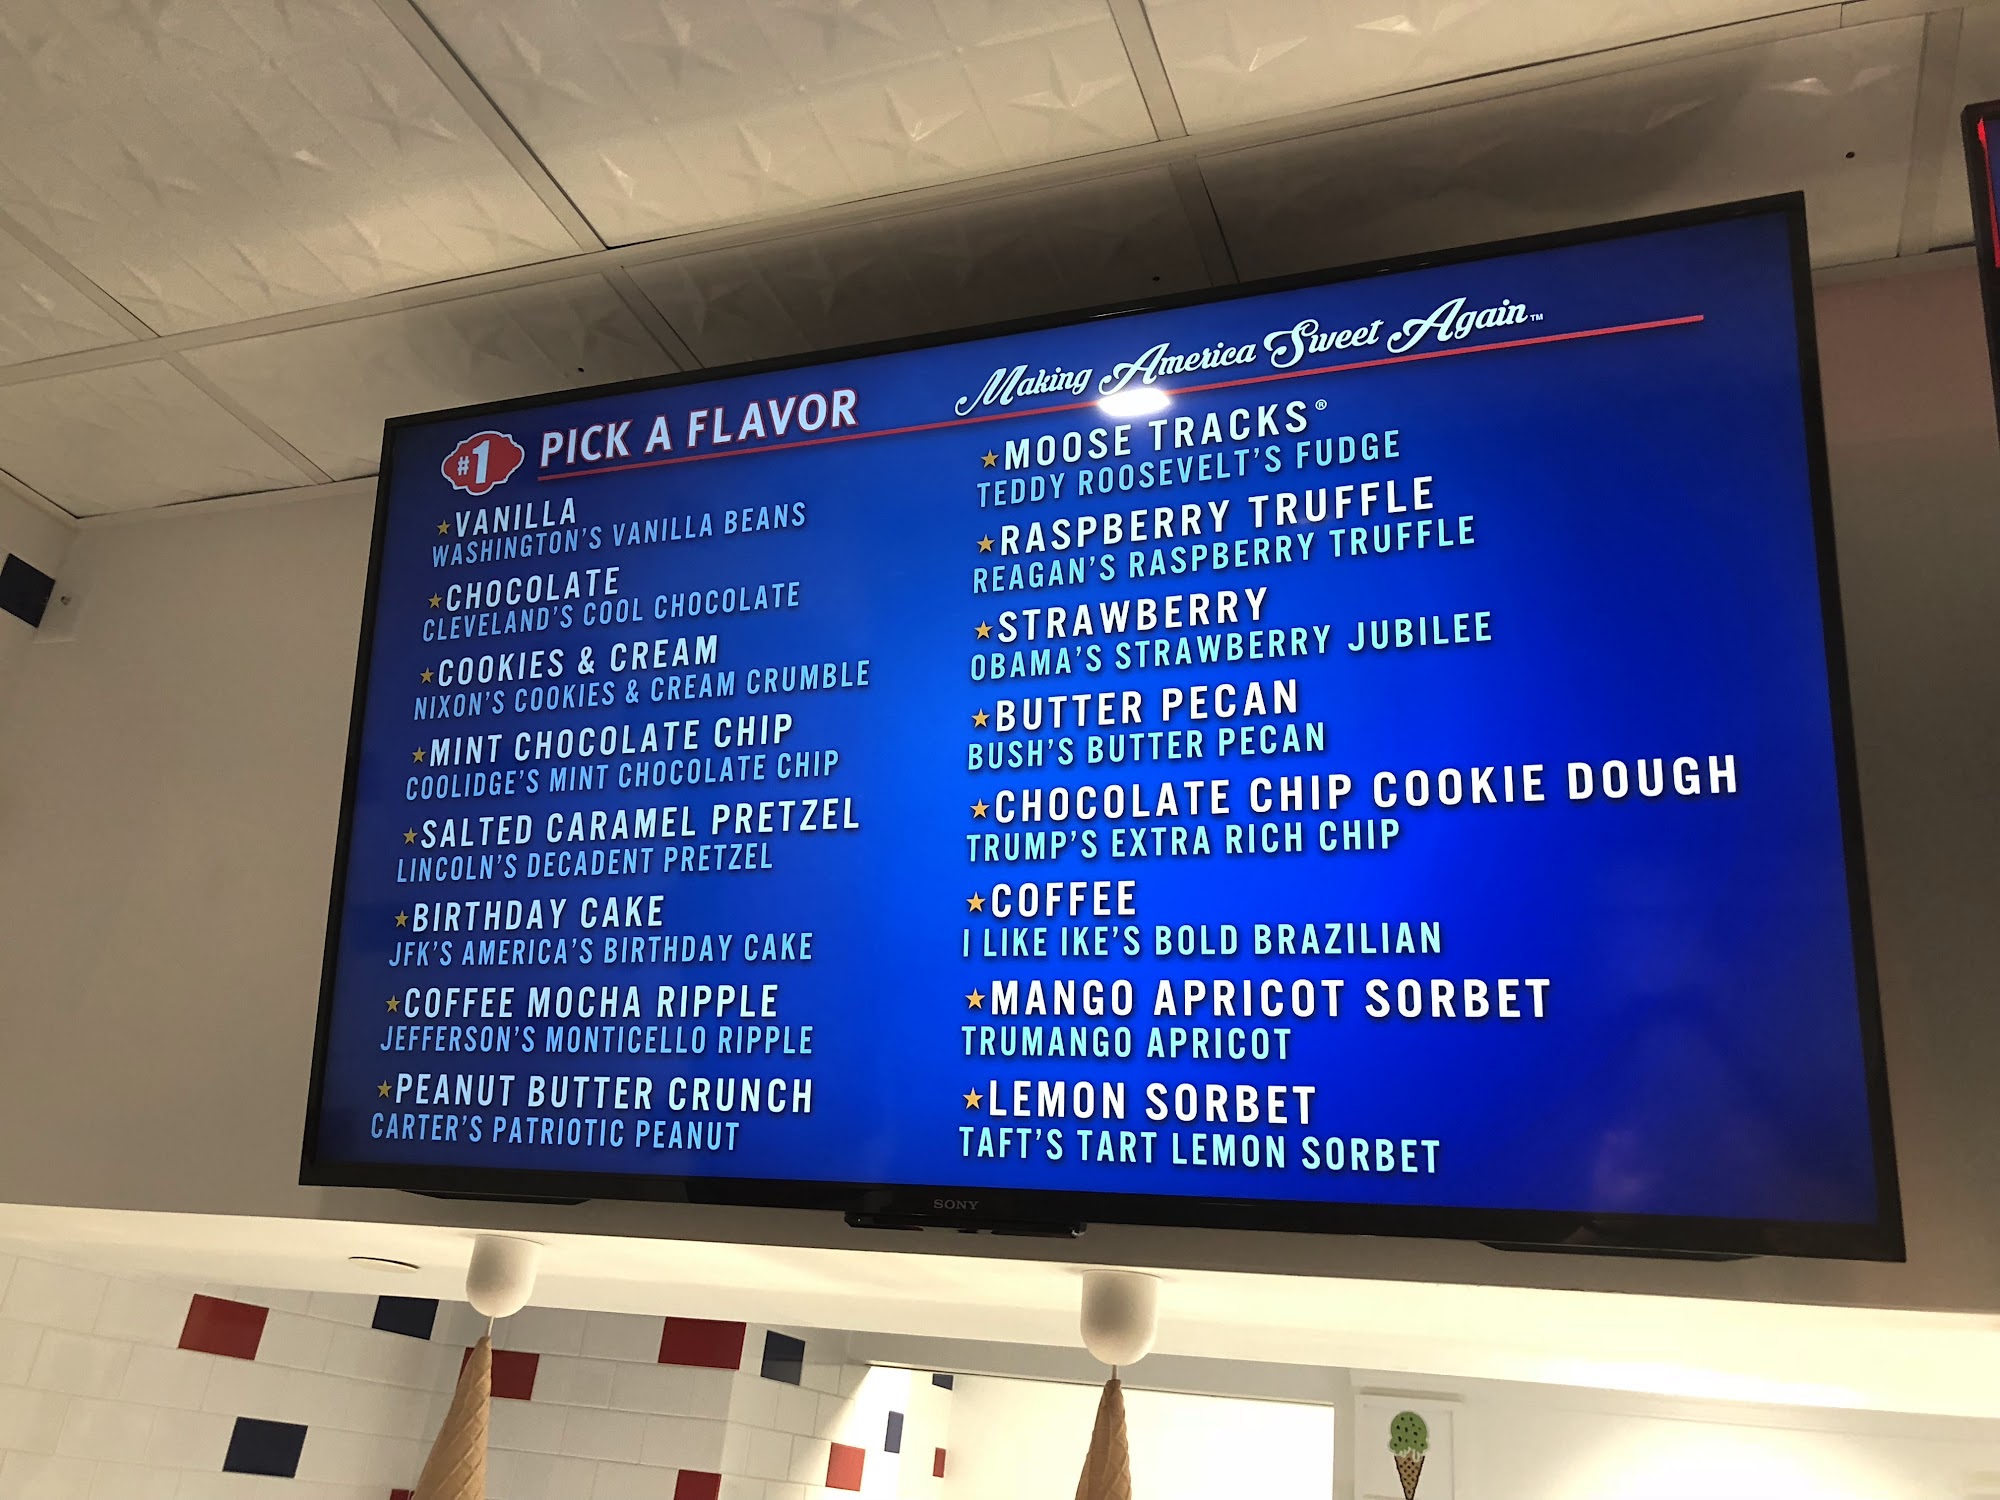 #1 PICK A FLAVOR
Making America Sweet Again™
★VANILLA
WASHINGTON'S VANILLA BEANS
★CHOCOLATE
CLEVELAND'S COOL CHOCOLATE
★COOKIES & CREAM
NIXON'S COOKIES & CREAM CRUMBLE
★MINT CHOCOLATE CHIP
COOLIDGE'S MINT CHOCOLATE CHIP
★SALTED CARAMEL PRETZEL
LINCOLN'S DECADENT PRETZEL
★BIRTHDAY CAKE
JFK'S AMERICA'S BIRTHDAY CAKE
★COFFEE MOCHA RIPPLE
JEFFERSON'S MONTICELLO RIPPLE
★PEANUT BUTTER CRUNCH
CARTER'S PATRIOTIC PEANUT
★MOOSE TRACKS®
TEDDY ROOSEVELT'S FUDGE
★RASPBERRY TRUFFLE
REAGAN'S RASPBERRY TRUFFLE
★STRAWBERRY
OBAMA'S STRAWBERRY JUBILEE
★BUTTER PECAN
BUSH'S BUTTER PECAN
★CHOCOLATE CHIP COOKIE DOUGH
TRUMP'S EXTRA RICH CHIP
★COFFEE
I LIKE IKE'S BOLD BRAZILIAN
★MANGO APRICOT SORBET
TRUMANGO APRICOT
★LEMON SORBET
TAFT'S TART LEMON SORBET
SONY